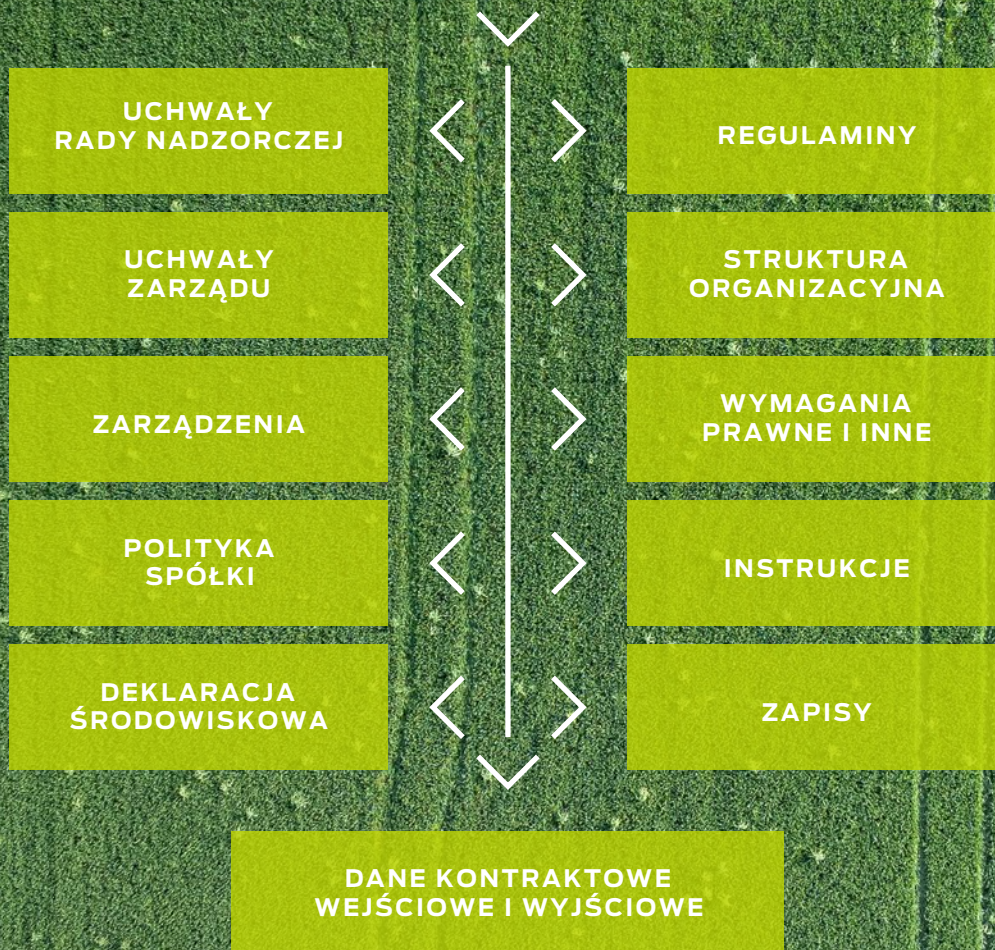 UCHWAŁY
RADY NADZORCZEJ
REGULAMINY
UCHWAŁY
ZARZĄDU
STRUKTURA
ORGANIZACYJNA
ZARZĄDZENIA
WYMAGANIA
PRAWNE I INNE
POLITYKA
SPÓŁKI
INSTRUKCJE
DEKLARACJA
ŚRODOWISKOWA
ZAPISY
DANE KONTRAKTOWE
WEJŚCIOWE I WYJŚCIOWE